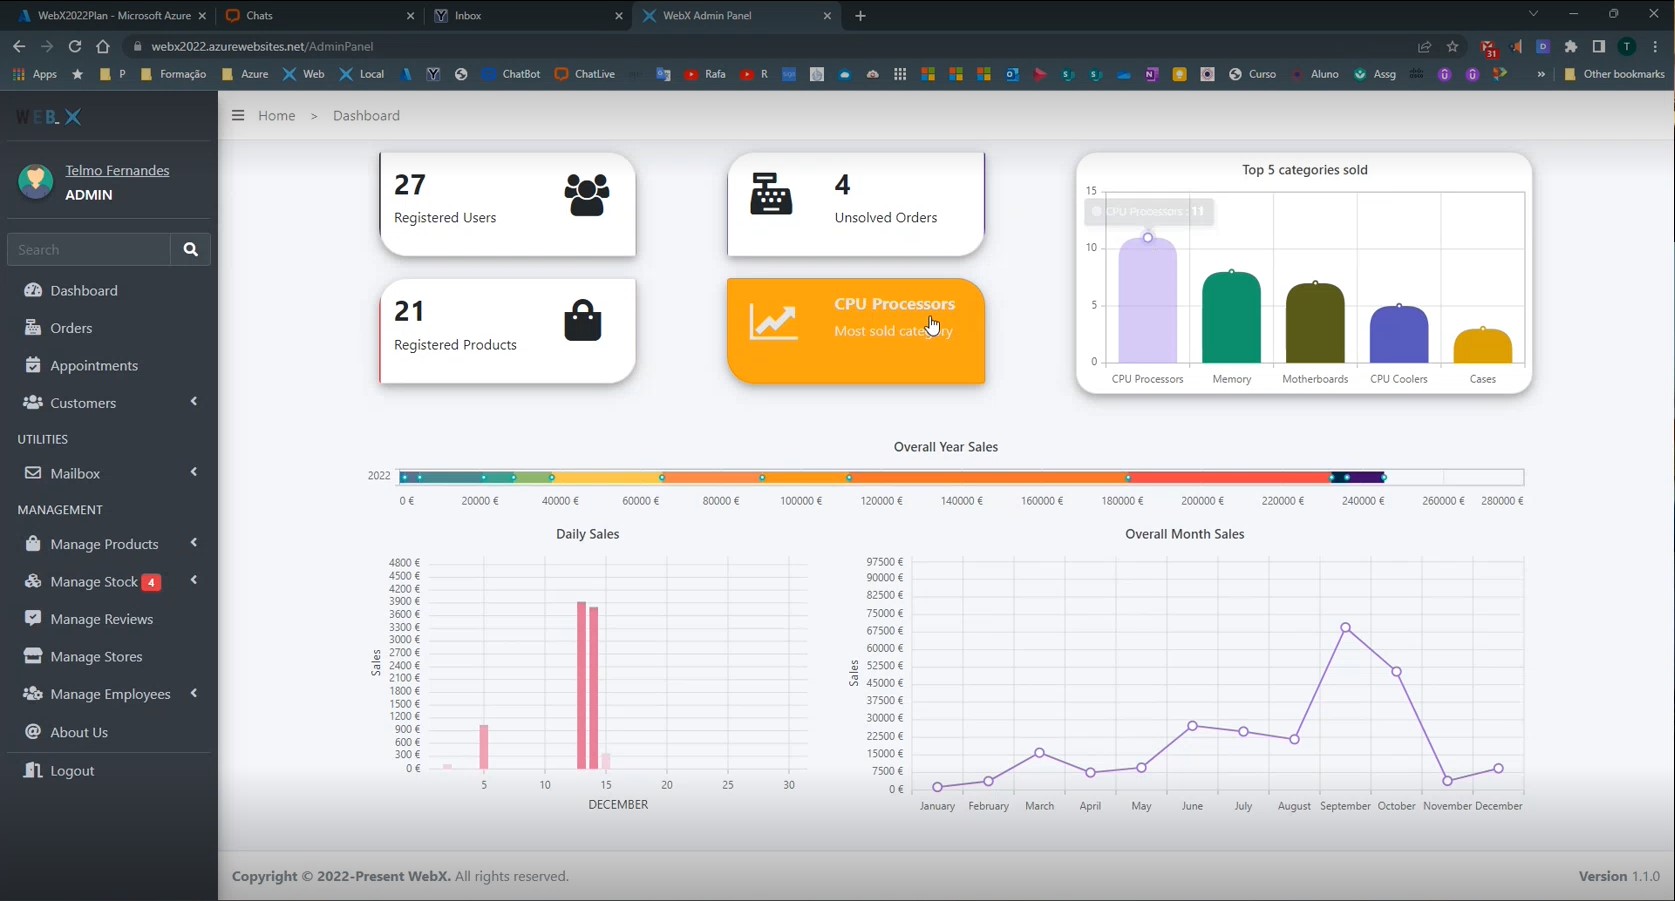 WebX2022Plan - Microsoft Azure
Chats
Inbox
WebX Admin Panel
webx2022.azurewebsites.net/AdminPanel
31
T
Apps
P
Formação
Azure
Web
Local
ChatBot
ChatLive
Rafa
R
Curso
Aluno
Assg
Other bookmarks
WEB_X
Home > Dashboard
Telmo Fernandes
ADMIN
Search
Dashboard
Orders
Appointments
Customers
UTILITIES
Mailbox
MANAGEMENT
Manage Products
Manage Stock 4
Manage Reviews
Manage Stores
Manage Employees
About Us
Logout
27
Registered Users
4
Unsolved Orders
21
Registered Products
CPU Processors
Most sold category
Top 5 categories sold
15
CPU Processors : 11
10
5
0
CPU Processors Memory Motherboards CPU Coolers Cases
Overall Year Sales
2022
0 € 20000 € 40000 € 60000 € 80000 € 100000 € 120000 € 140000 € 160000 € 180000 € 200000 € 220000 € 240000 € 260000 € 280000 €
Daily Sales
4800 €
4500 €
4200 €
3900 €
3600 €
3300 €
3000 €
2700 €
2400 €
2100 €
1800 €
1500 €
1200 €
900 €
600 €
300 €
0 €
Sales
5 10 15 20 25 30
DECEMBER
Overall Month Sales
97500 €
90000 €
82500 €
75000 €
67500 €
60000 €
52500 €
45000 €
37500 €
30000 €
22500 €
15000 €
7500 €
0 €
Sales
January February March April May June July August September October November December
Copyright © 2022-Present WebX. All rights reserved.
Version 1.1.0